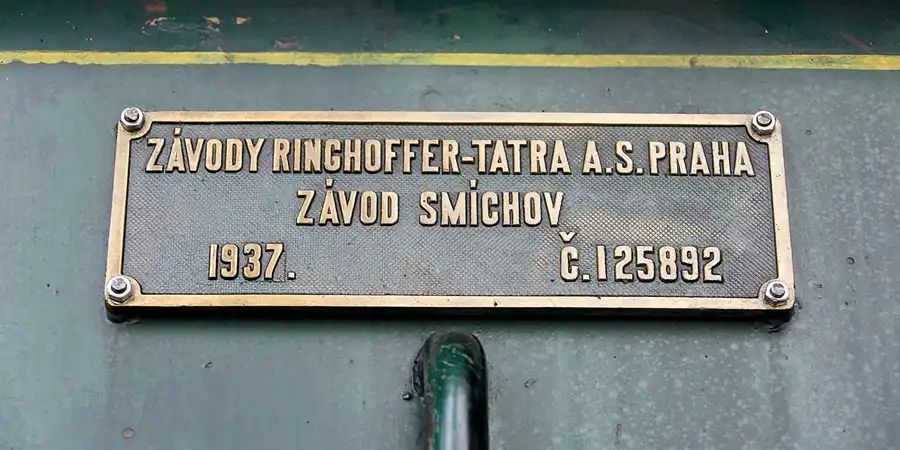 ZÁVODY RINGHOFFER-TATRA A.S. PRAHA
ZÁVOD SMÍCHOV
1937. Č.125892